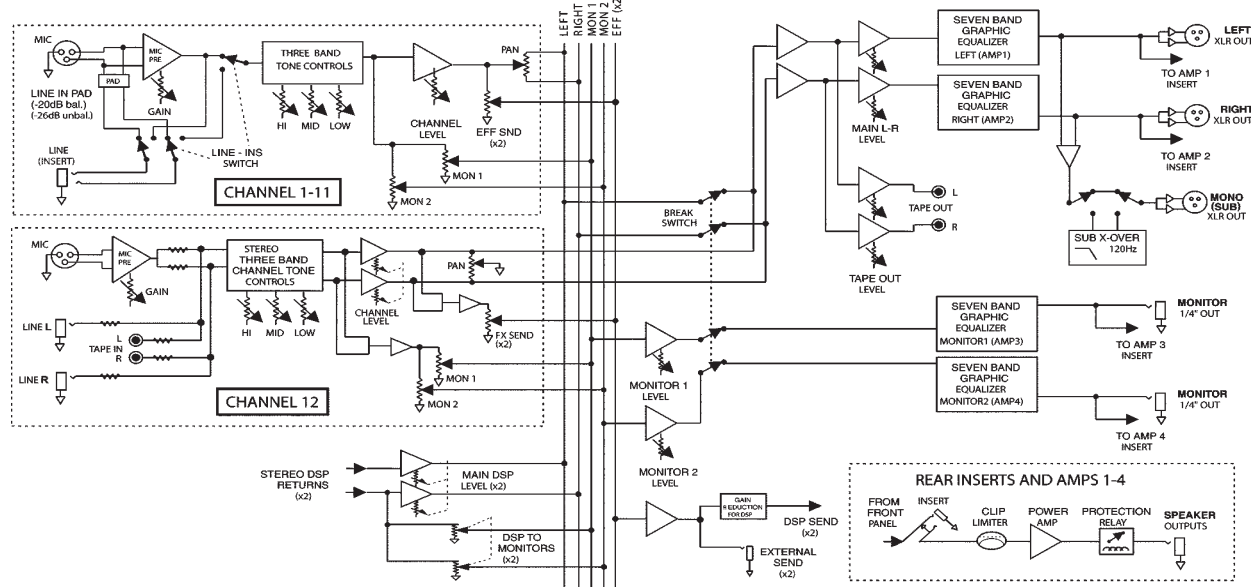 LEFT
RIGHT
MON 1
MON 2
EFF (x2)
MIC
MIC
PRE
PAD
LINE IN PAD
(-20dB bal.)
(-26dB unbal.)
GAIN
LINE
(INSERT)
LINE - INS
SWITCH
THREE BAND
TONE CONTROLS
HI
MID
LOW
CHANNEL
LEVEL
PAN
EFF SND
(x2)
MON 1
MON 2
CHANNEL 1-11
MIC
MIC
PRE
GAIN
LINE L
L
TAPE IN
R
LINE R
STEREO
THREE BAND
CHANNEL TONE
CONTROLS
HI
MID
LOW
CHANNEL
LEVEL
PAN
FX SEND
(x2)
MON 1
MON 2
CHANNEL 12
STEREO DSP
RETURNS
(x2)
MAIN DSP
LEVEL (x2)
DSP TO
MONITORS
(x2)
BREAK
SWITCH
MAIN L-R
LEVEL
SEVEN BAND
GRAPHIC
EQUALIZER
LEFT (AMP1)
SEVEN BAND
GRAPHIC
EQUALIZER
RIGHT (AMP2)
LEFT
XLR OUT
TO AMP 1
INSERT
RIGHT
XLR OUT
TO AMP 2
INSERT
L
TAPE OUT
R
TAPE OUT
LEVEL
MONO
(SUB)
XLR OUT
SUB X-OVER
120Hz
MONITOR 1
LEVEL
MONITOR 2
LEVEL
SEVEN BAND
GRAPHIC
EQUALIZER
MONITOR1 (AMP3)
SEVEN BAND
GRAPHIC
EQUALIZER
MONITOR2 (AMP4)
MONITOR
1/4" OUT
TO AMP 3
INSERT
MONITOR
1/4" OUT
TO AMP 4
INSERT
GAIN
REDUCTION
FOR DSP
DSP SEND
(x2)
EXTERNAL
SEND
(x2)
REAR INSERTS AND AMPS 1-4
FROM
FRONT
PANEL
INSERT
CLIP
LIMITER
POWER
AMP
PROTECTION
RELAY
SPEAKER
OUTPUTS